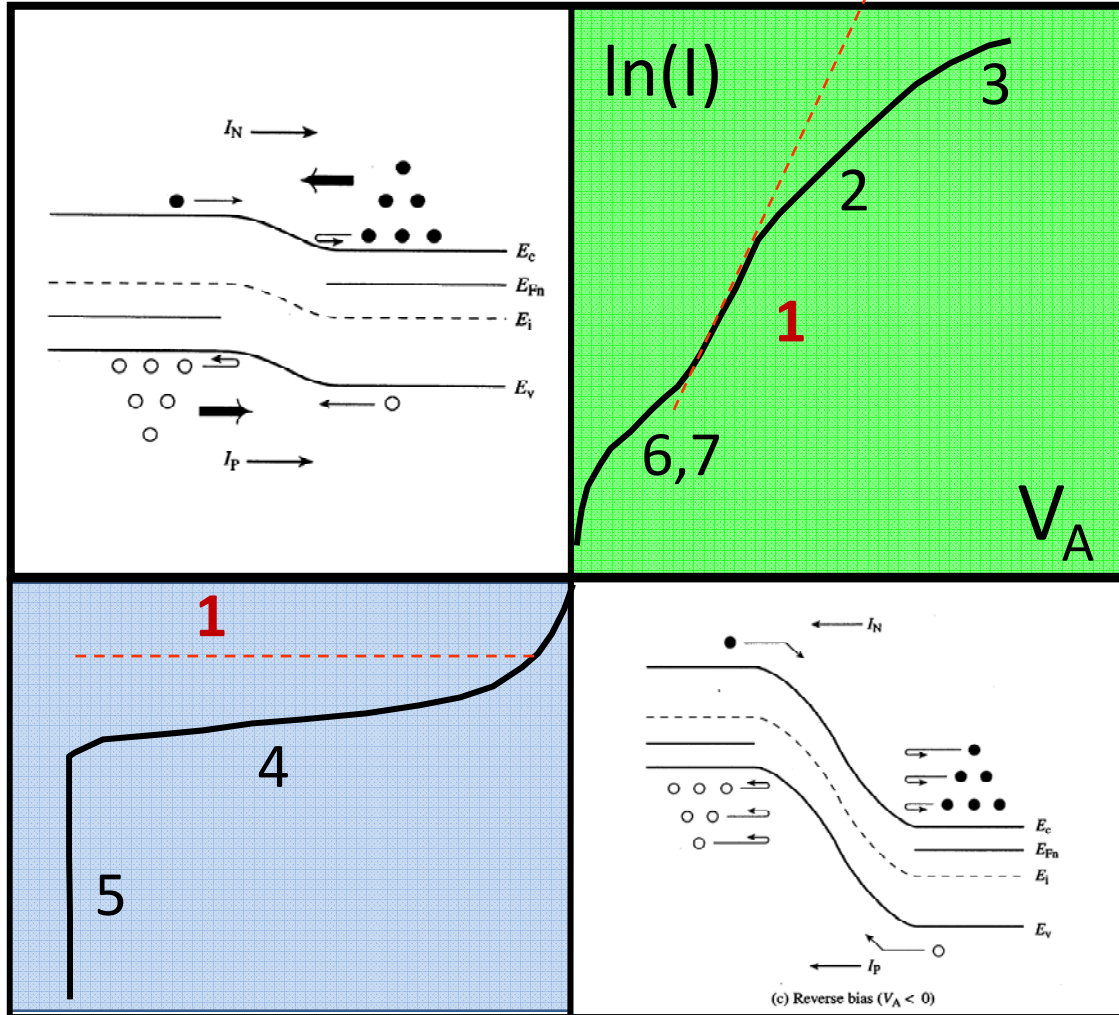 I_N
E_c
E_Fn
E_i
E_v
I_P
ln(I)
3
2
1
6,7
V_A
1
4
5
I_N
E_c
E_Fn
E_i
E_v
I_P
(c) Reverse bias (V_A < 0)